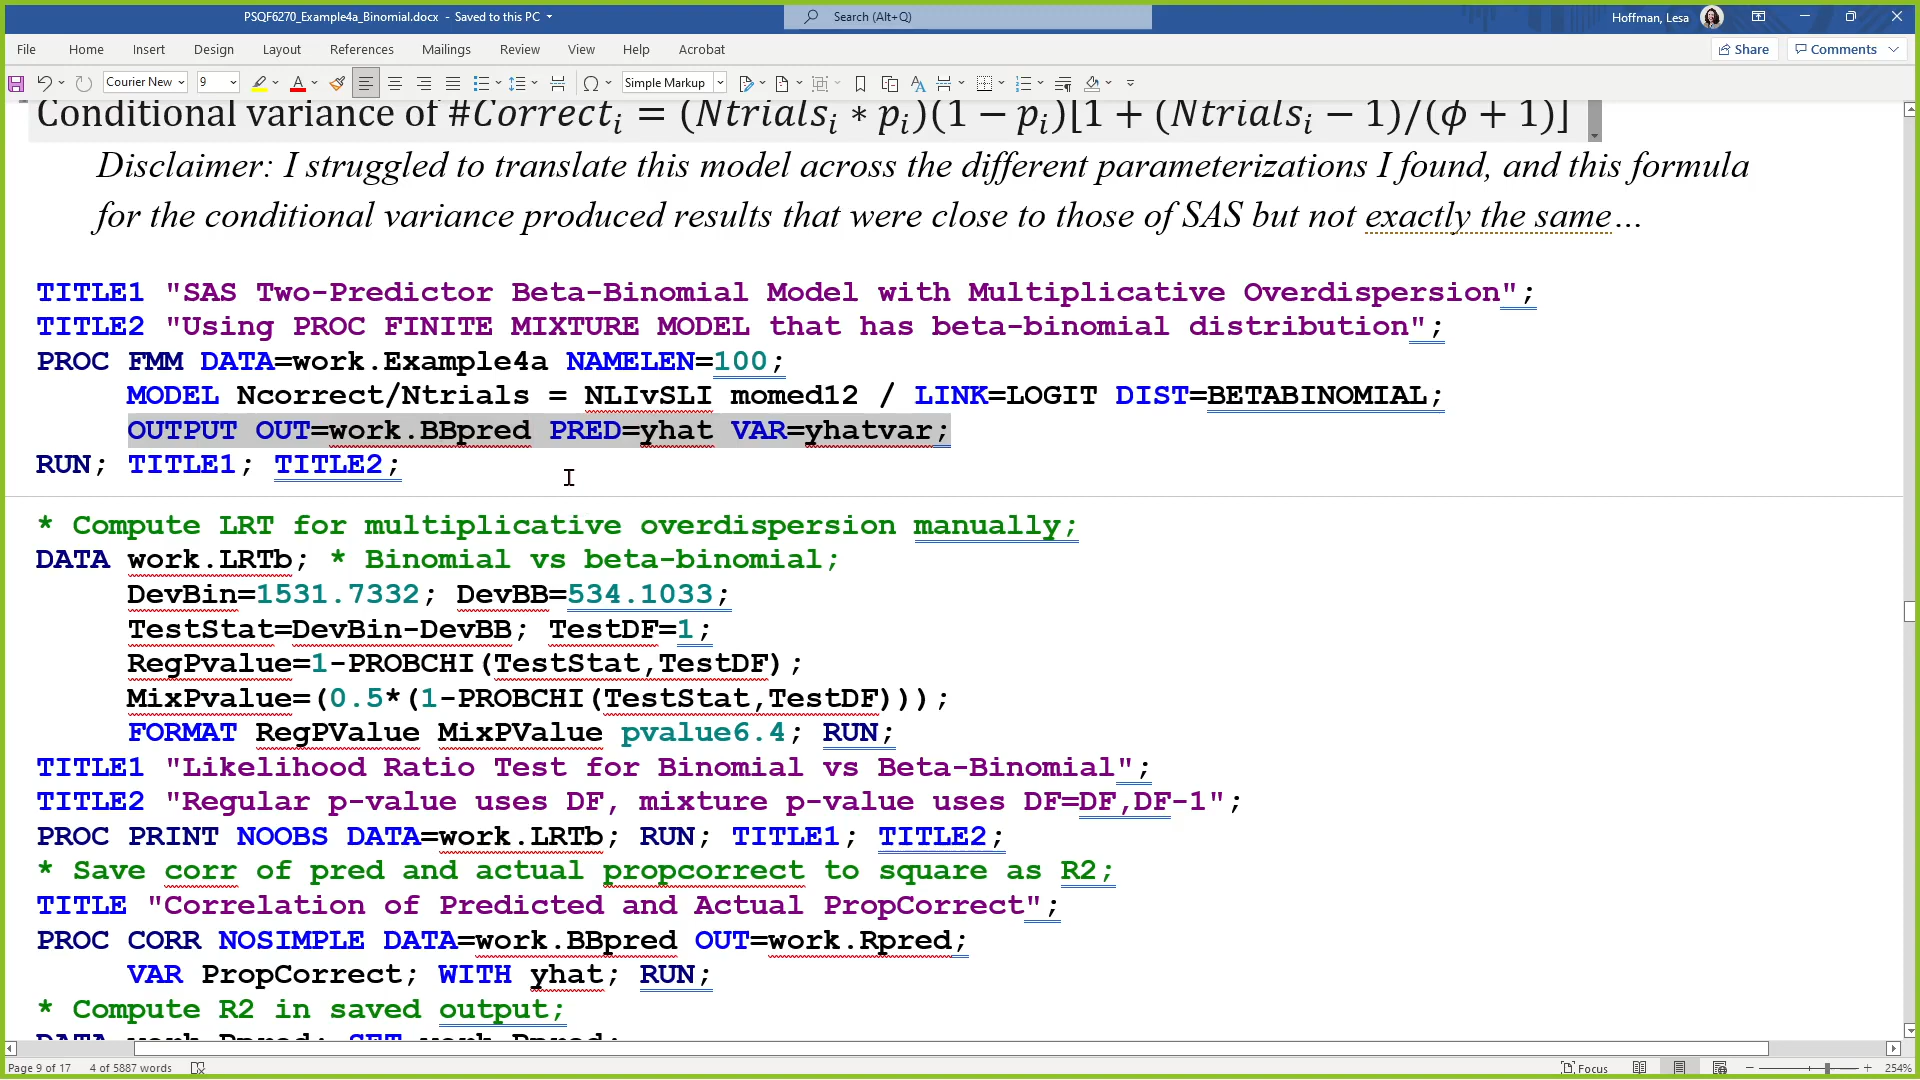 PSQF6270_Example4a_Binomial.docx - Saved to this PC
Search (Alt+Q)
Hoffman, Lesa
File Home Insert Design Layout References Mailings Review View Help Acrobat
Share Comments
Courier New 9 Simple Markup
Conditional variance of #Correctᵢ = (Ntrialsᵢ ∗ pᵢ)(1 − pᵢ)[1 + (Ntrialsᵢ − 1)/(ϕ + 1)]
Disclaimer: I struggled to translate this model across the different parameterizations I found, and this formula
for the conditional variance produced results that were close to those of SAS but not exactly the same…
TITLE1 "SAS Two-Predictor Beta-Binomial Model with Multiplicative Overdispersion";
TITLE2 "Using PROC FINITE MIXTURE MODEL that has beta-binomial distribution";
PROC FMM DATA=work.Example4a NAMELEN=100;
MODEL Ncorrect/Ntrials = NLIvSLI momed12 / LINK=LOGIT DIST=BETABINOMIAL;
OUTPUT OUT=work.BBpred PRED=yhat VAR=yhatvar;
RUN; TITLE1; TITLE2;
* Compute LRT for multiplicative overdispersion manually;
DATA work.LRTb; * Binomial vs beta-binomial;
DevBin=1531.7332; DevBB=534.1033;
TestStat=DevBin-DevBB; TestDF=1;
RegPvalue=1-PROBCHI(TestStat,TestDF);
MixPvalue=(0.5*(1-PROBCHI(TestStat,TestDF)));
FORMAT RegPValue MixPValue pvalue6.4; RUN;
TITLE1 "Likelihood Ratio Test for Binomial vs Beta-Binomial";
TITLE2 "Regular p-value uses DF, mixture p-value uses DF=DF,DF-1";
PROC PRINT NOOBS DATA=work.LRTb; RUN; TITLE1; TITLE2;
* Save corr of pred and actual propcorrect to square as R2;
TITLE "Correlation of Predicted and Actual PropCorrect";
PROC CORR NOSIMPLE DATA=work.BBpred OUT=work.Rpred;
VAR PropCorrect; WITH yhat; RUN;
* Compute R2 in saved output;
DATA work.Rpred; SET work.Rpred;
Page 9 of 17 4 of 5887 words Focus 254%